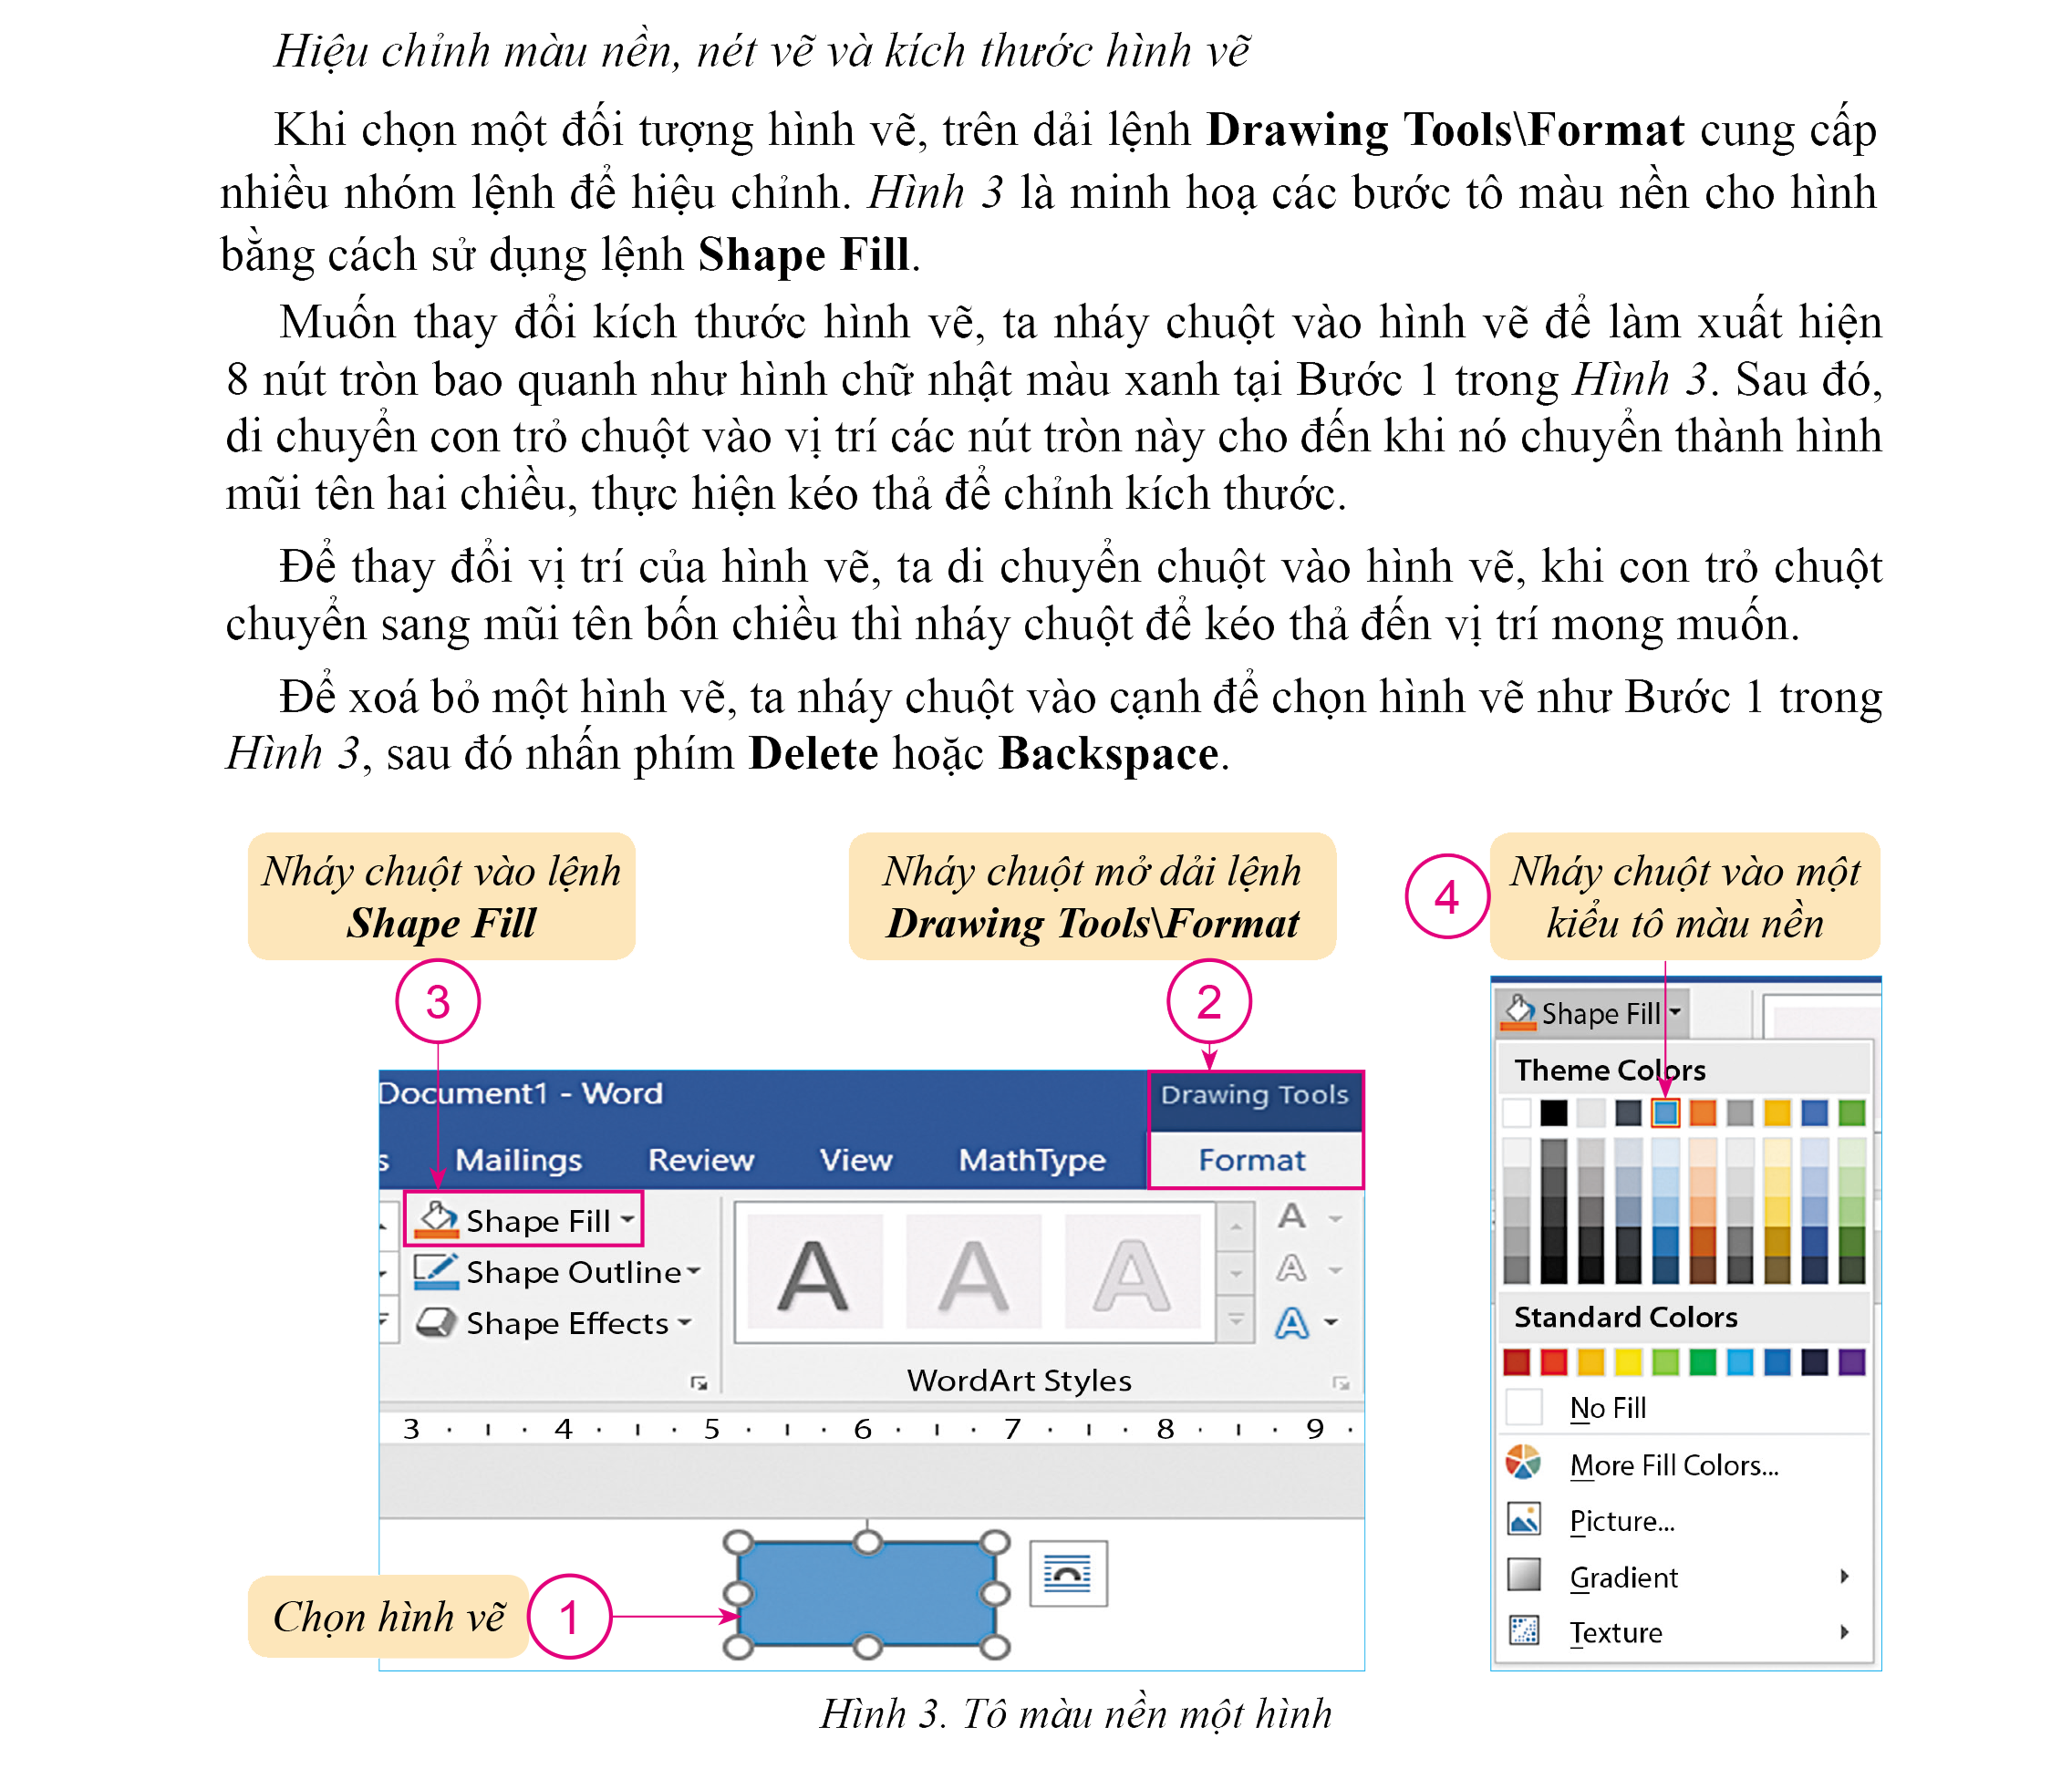 Hiệu chỉnh màu nền, nét vẽ và kích thước hình vẽ
Khi chọn một đối tượng hình vẽ, trên dải lệnh Drawing Tools\Format cung cấp
nhiều nhóm lệnh để hiệu chỉnh. Hình 3 là minh hoạ các bước tô màu nền cho hình
bằng cách sử dụng lệnh Shape Fill.
Muốn thay đổi kích thước hình vẽ, ta nháy chuột vào hình vẽ để làm xuất hiện
8 nút tròn bao quanh như hình chữ nhật màu xanh tại Bước 1 trong Hình 3. Sau đó,
di chuyển con trỏ chuột vào vị trí các nút tròn này cho đến khi nó chuyển thành hình
mũi tên hai chiều, thực hiện kéo thả để chỉnh kích thước.
Để thay đổi vị trí của hình vẽ, ta di chuyển chuột vào hình vẽ, khi con trỏ chuột
chuyển sang mũi tên bốn chiều thì nháy chuột để kéo thả đến vị trí mong muốn.
Để xoá bỏ một hình vẽ, ta nháy chuột vào cạnh để chọn hình vẽ như Bước 1 trong
Hình 3, sau đó nhấn phím Delete hoặc Backspace.
Nháy chuột vào lệnh
Shape Fill
3
Nháy chuột mở dải lệnh
Drawing Tools\Format
2
4
Nháy chuột vào một
kiểu tô màu nền
Document1 - Word
Drawing Tools
s Mailings Review View MathType Format
Shape Fill
Shape Outline
Shape Effects
A A A
A
A
A
WordArt Styles
3 4 5 6 7 8 9
Chọn hình vẽ
1
Shape Fill
Theme Colors
Standard Colors
No Fill
More Fill Colors...
Picture...
Gradient
Texture
Hình 3. Tô màu nền một hình